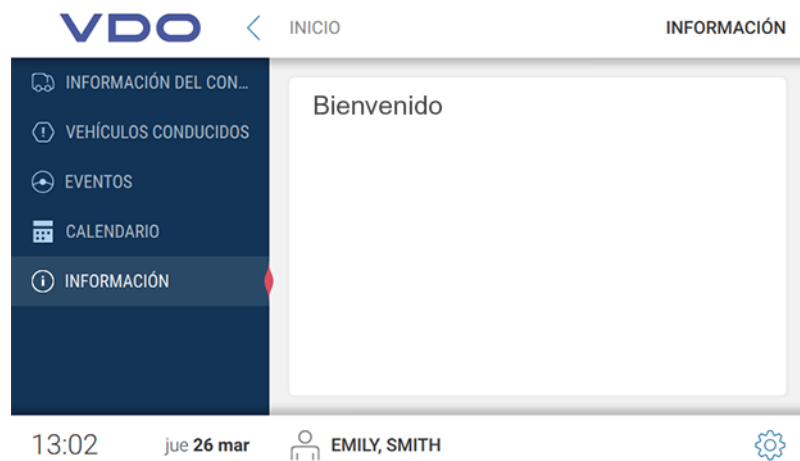 VDO
INICIO
INFORMACIÓN
INFORMACIÓN DEL CON...
VEHÍCULOS CONDUCIDOS
EVENTOS
CALENDARIO
INFORMACIÓN
Bienvenido
13:02
jue 26 mar
EMILY, SMITH